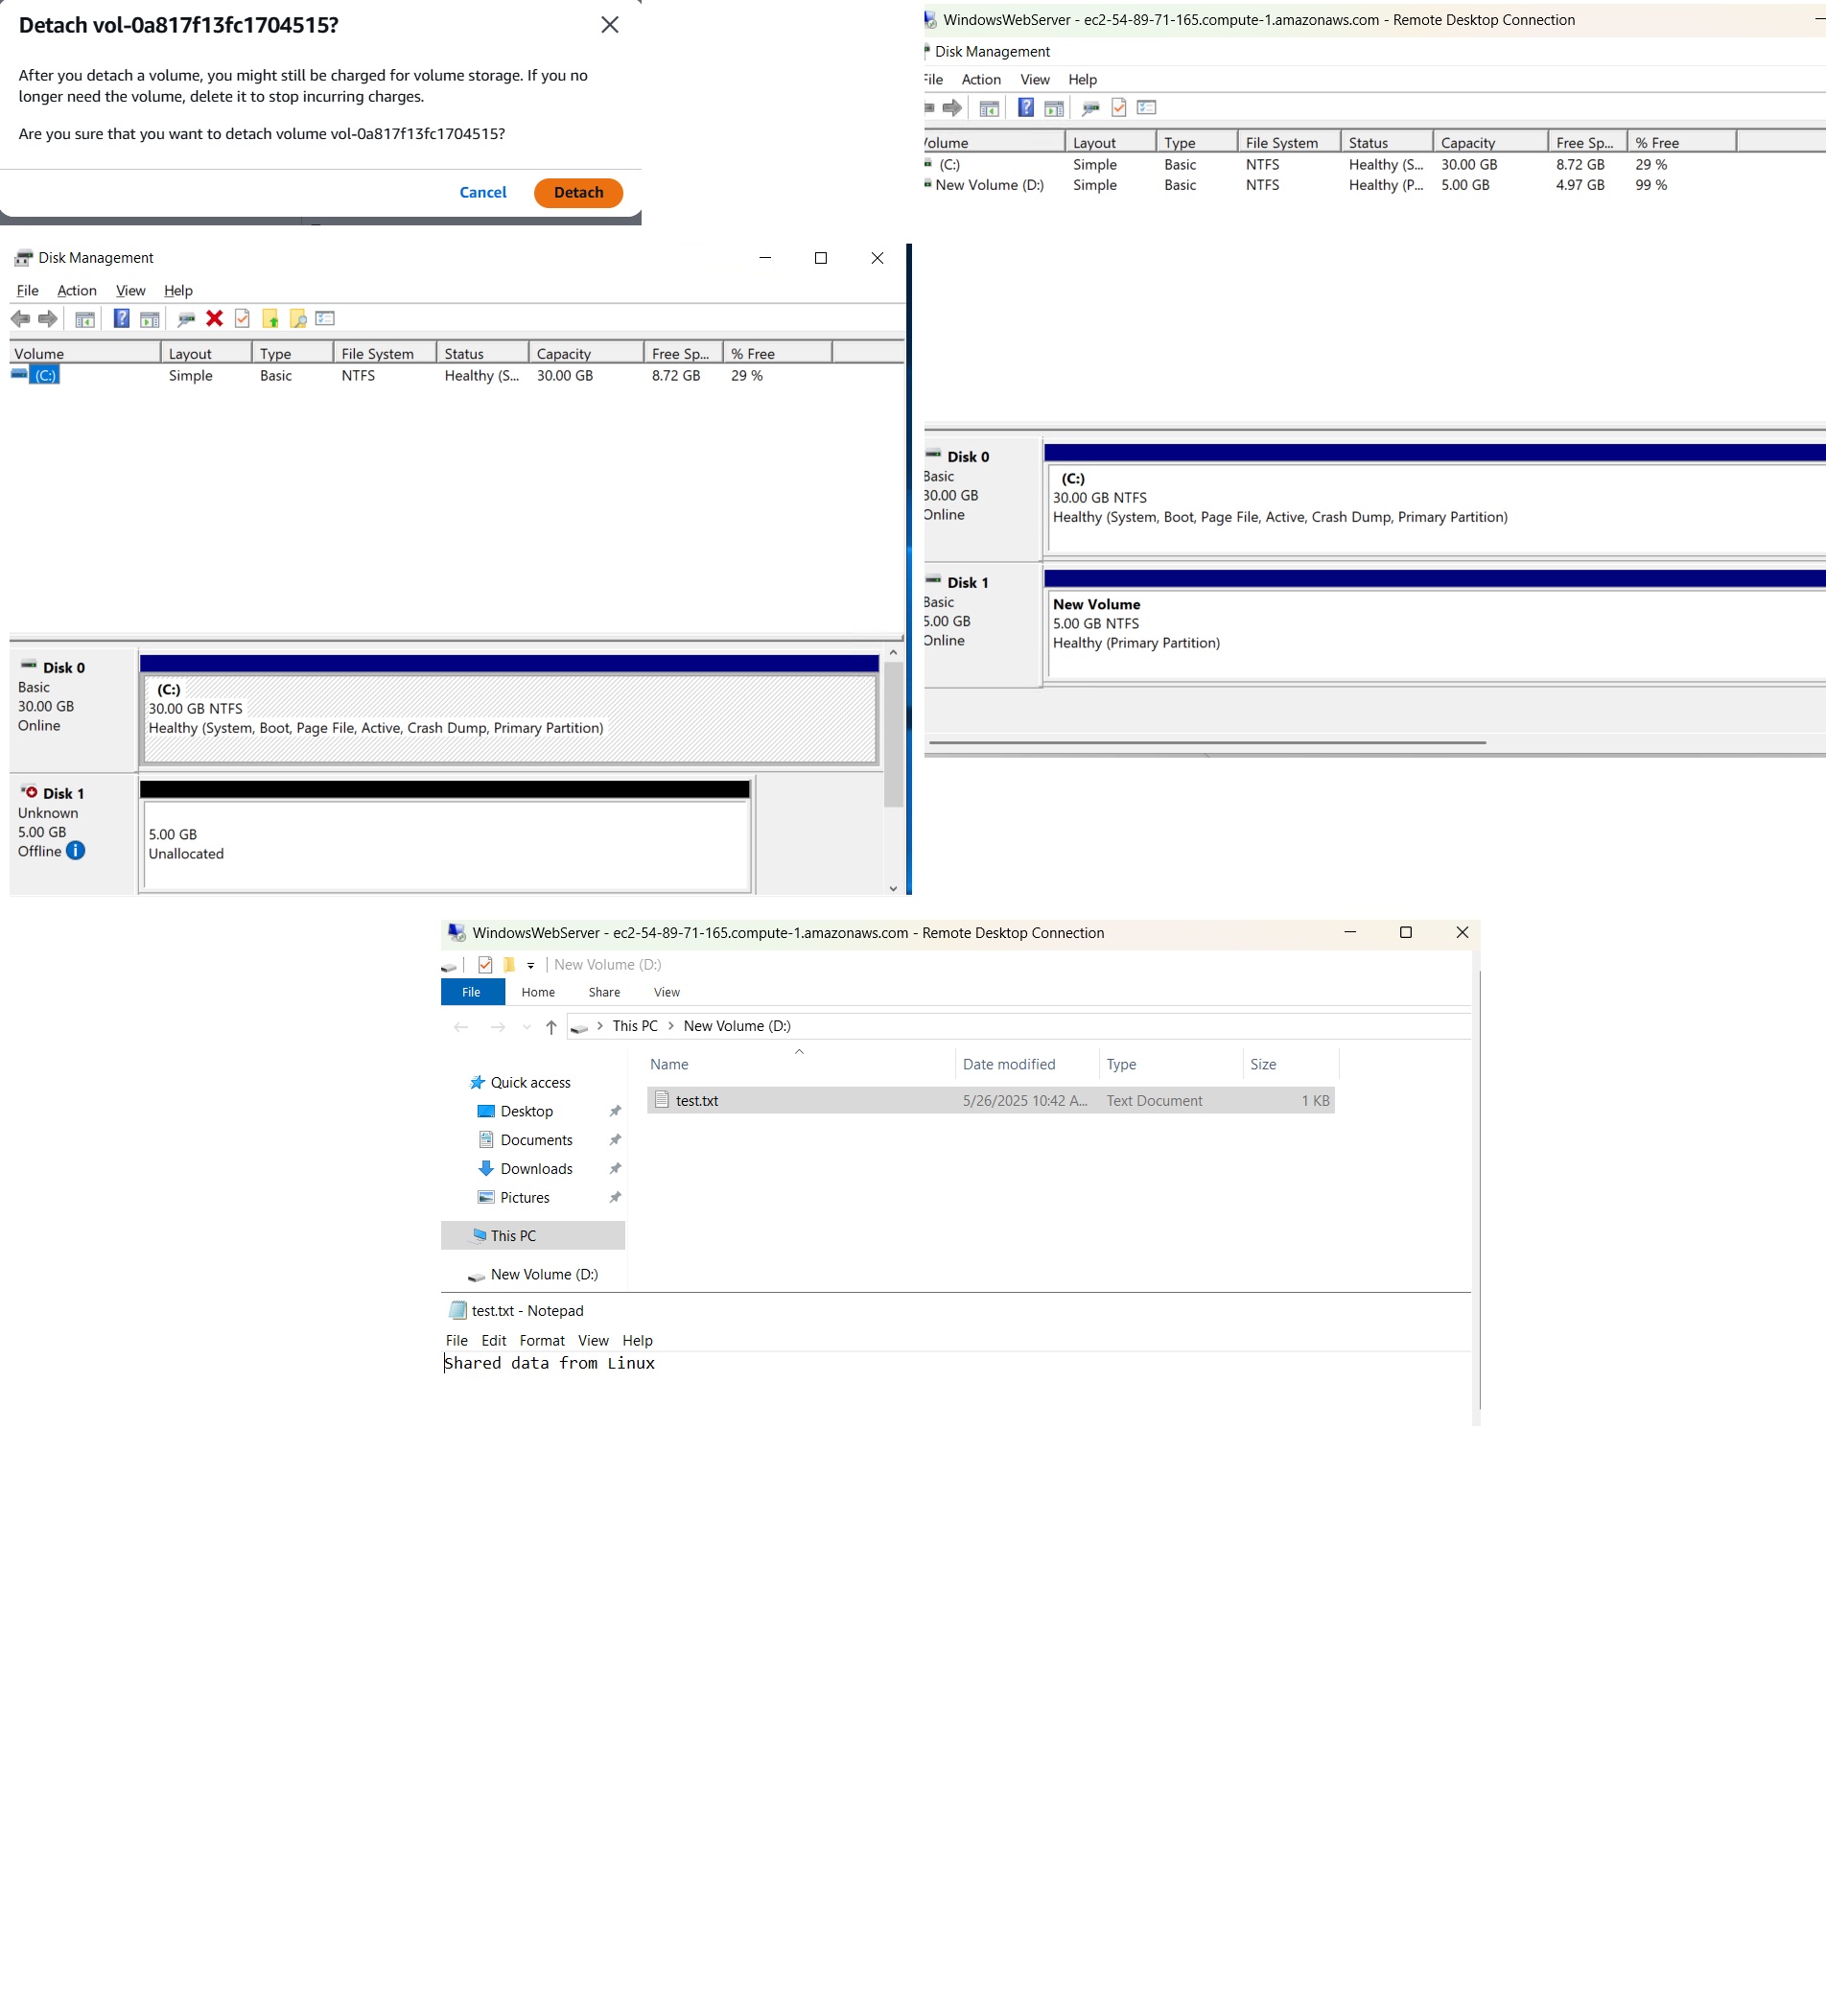 Detach vol-0a817f13fc1704515?
After you detach a volume, you might still be charged for volume storage. If you no
longer need the volume, delete it to stop incurring charges.
Are you sure that you want to detach volume vol-0a817f13fc1704515?
Cancel Detach
WindowsWebServer - ec2-54-89-71-165.compute-1.amazonaws.com - Remote Desktop Connection
Disk Management
File Action View Help
Volume Layout Type File System Status Capacity Free Sp... % Free
(C:) Simple Basic NTFS Healthy (S... 30.00 GB 8.72 GB 29 %
New Volume (D:) Simple Basic NTFS Healthy (P... 5.00 GB 4.97 GB 99 %
Disk 0
Basic
30.00 GB
Online
(C:)
30.00 GB NTFS
Healthy (System, Boot, Page File, Active, Crash Dump, Primary Partition)
Disk 1
Basic
5.00 GB
Online
New Volume
5.00 GB NTFS
Healthy (Primary Partition)
Disk Management
File Action View Help
Volume Layout Type File System Status Capacity Free Sp... % Free
(C:) Simple Basic NTFS Healthy (S... 30.00 GB 8.72 GB 29 %
Disk 0
Basic
30.00 GB
Online
(C:)
30.00 GB NTFS
Healthy (System, Boot, Page File, Active, Crash Dump, Primary Partition)
Disk 1
Unknown
5.00 GB
Offline
5.00 GB
Unallocated
WindowsWebServer - ec2-54-89-71-165.compute-1.amazonaws.com - Remote Desktop Connection
New Volume (D:)
File Home Share View
This PC > New Volume (D:)
Name Date modified Type Size
test.txt 5/26/2025 10:42 A... Text Document 1 KB
Quick access
Desktop
Documents
Downloads
Pictures
This PC
New Volume (D:)
test.txt - Notepad
File Edit Format View Help
Shared data from Linux